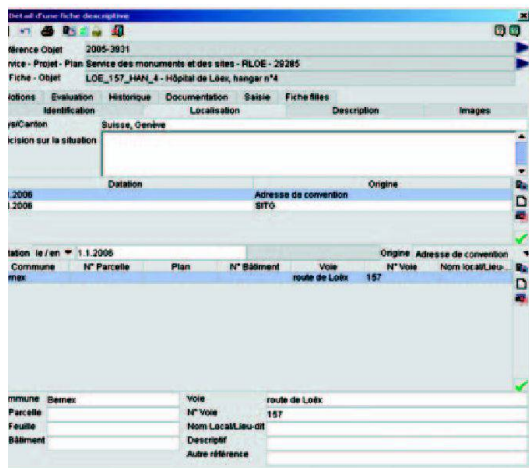 Detail d'une fiche descriptive
férence Objet 2005-3931
rvice - Projet - Plan Service des monuments et des sites - RLOE - 29285
Fiche - Objet LOE_157_HAN_4 - Hôpital de Loëx, hangar n°4
otions Evaluation Historique Documentation Saisie Fiche filles
Identification Localisation Description Images
ys/Canton Suisse, Genève
écision sur la situation
Datation Origine
.2006 Adresse de convention
.2006 SITG
tation le/en 1.1.2006 Origine Adresse de convention
Commune N° Parcelle Plan N° Bâtiment Voie N° Voie Nom local/Lieu-...
rnex route de Loëx 157
mmune Bernex Voie route de Loëx
Parcelle N° Voie 157
Feuille Nom Local/Lieu-dit
Bâtiment Descriptif
Autre référence